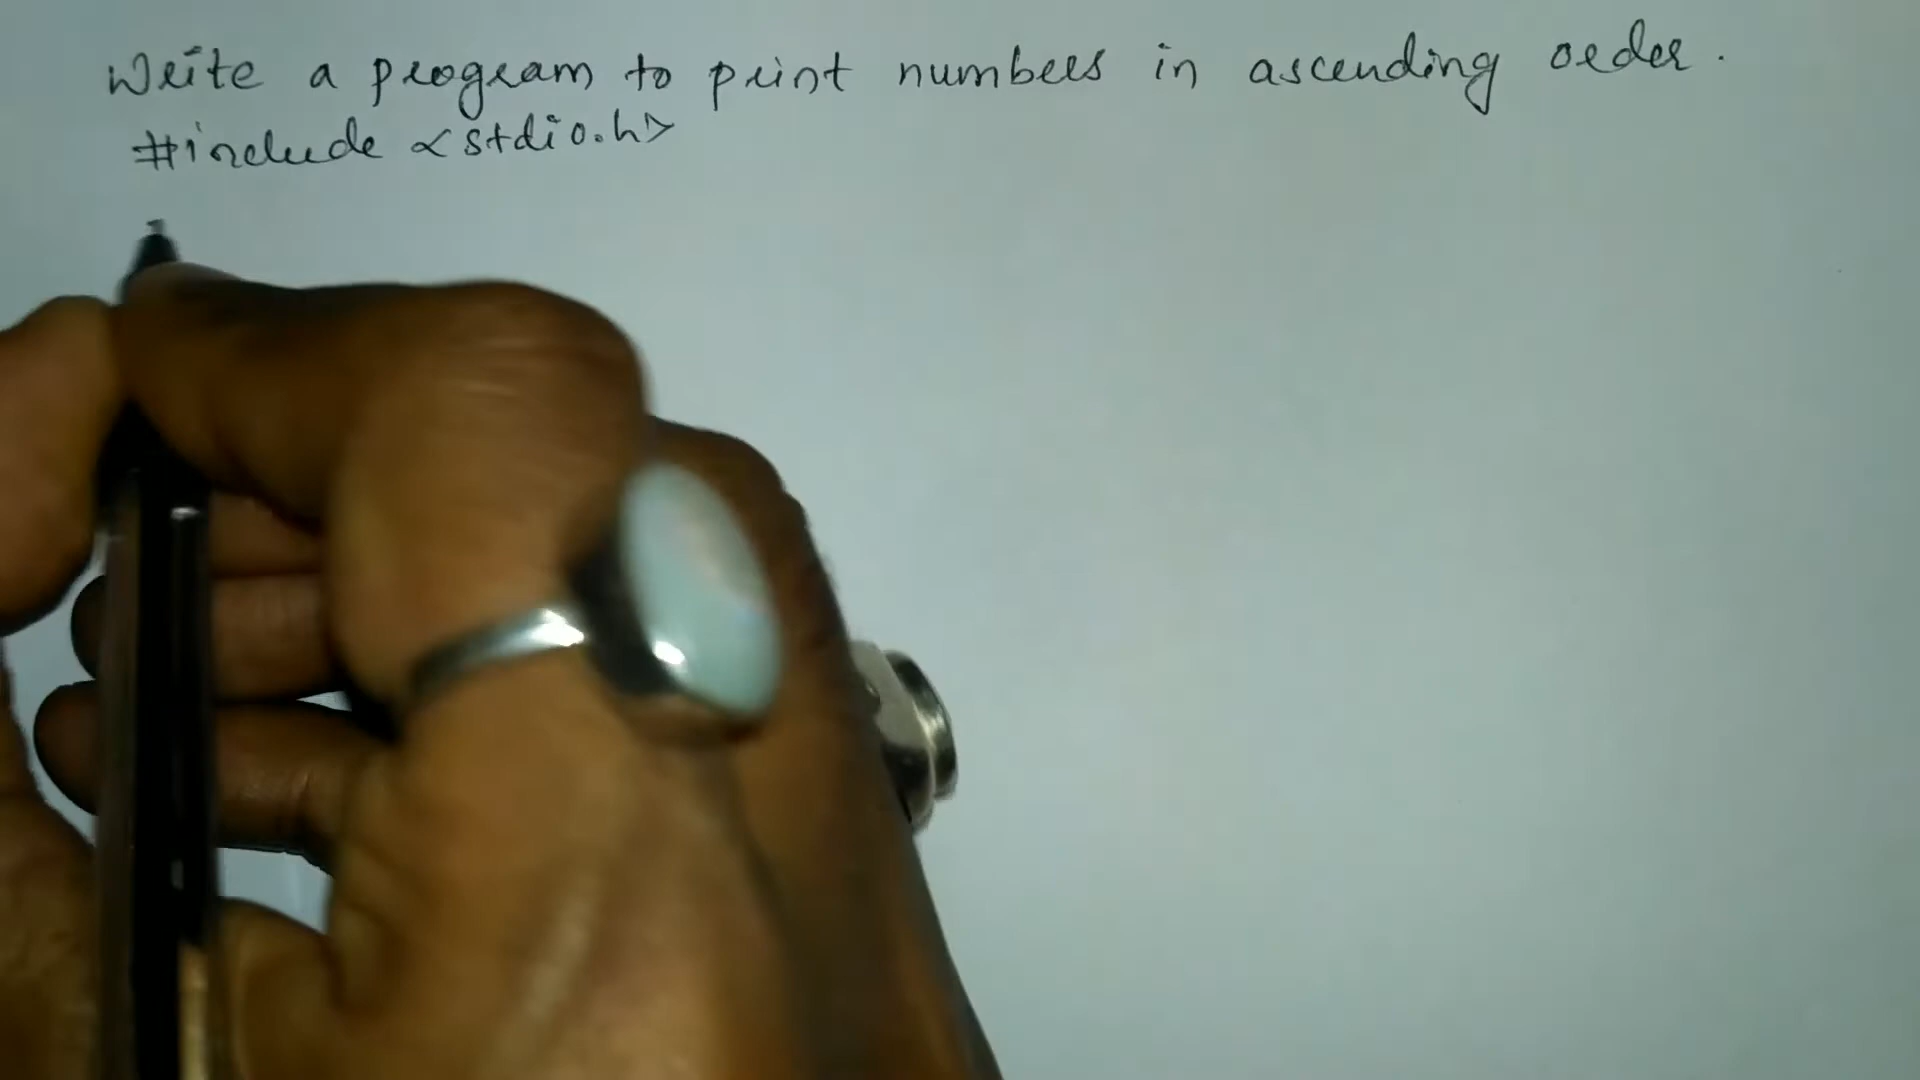 Write a program to print numbers in ascending order.
#include <stdio.h>